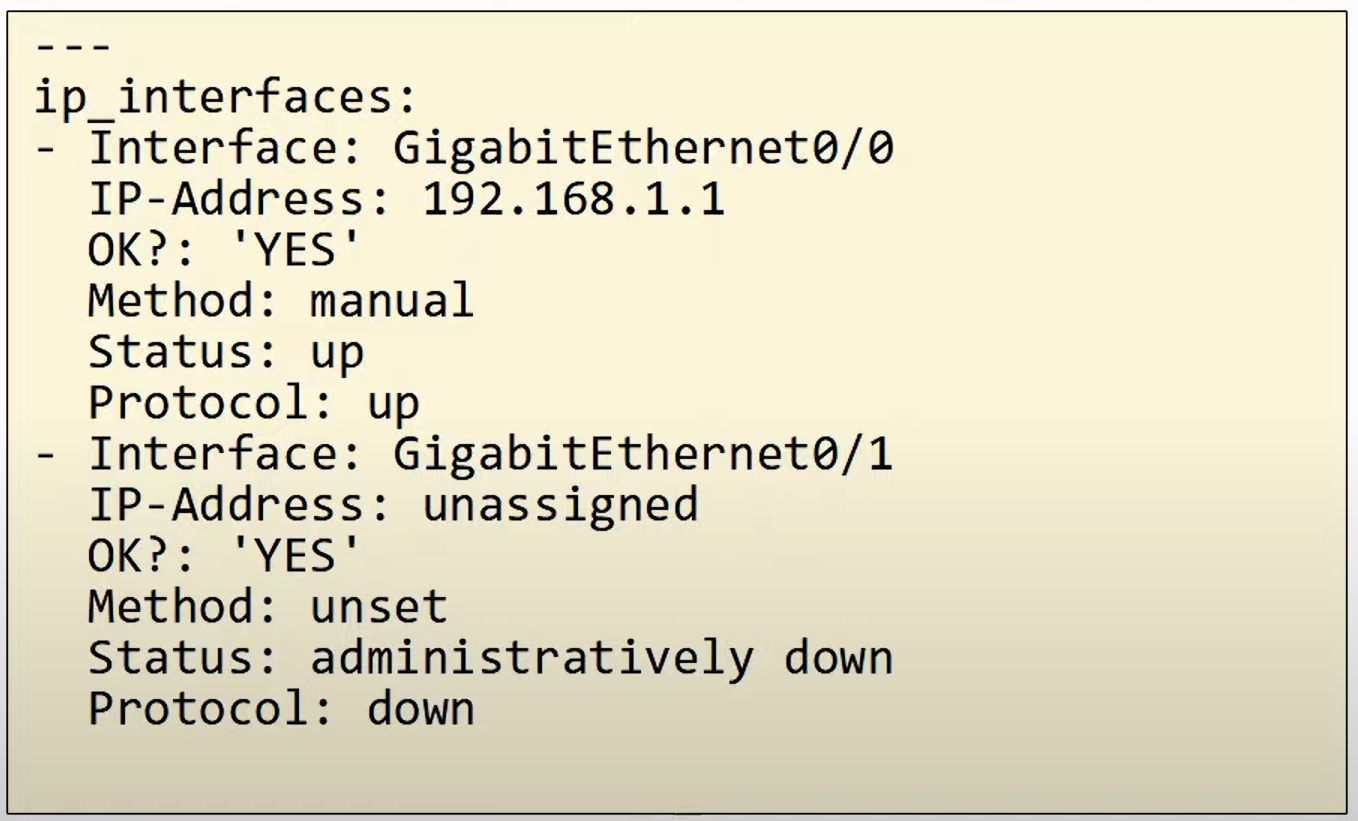 ---
ip_interfaces:
- Interface: GigabitEthernet0/0
  IP-Address: 192.168.1.1
  OK?: 'YES'
  Method: manual
  Status: up
  Protocol: up
- Interface: GigabitEthernet0/1
  IP-Address: unassigned
  OK?: 'YES'
  Method: unset
  Status: administratively down
  Protocol: down